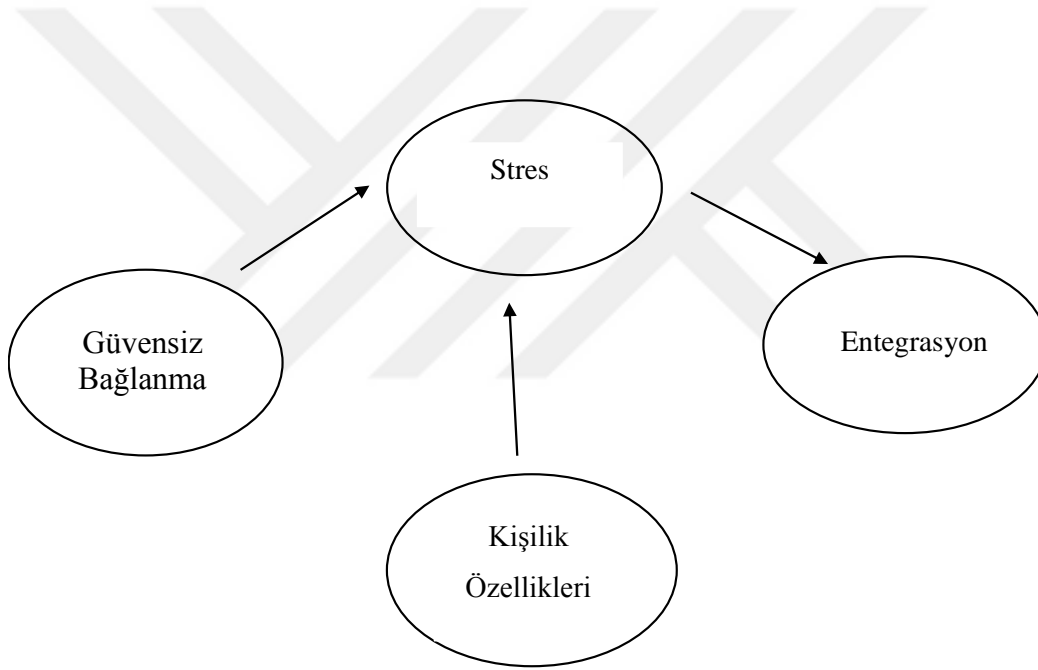 Stres
Güvensiz
Bağlanma
Entegrasyon
Kişilik
Özellikleri